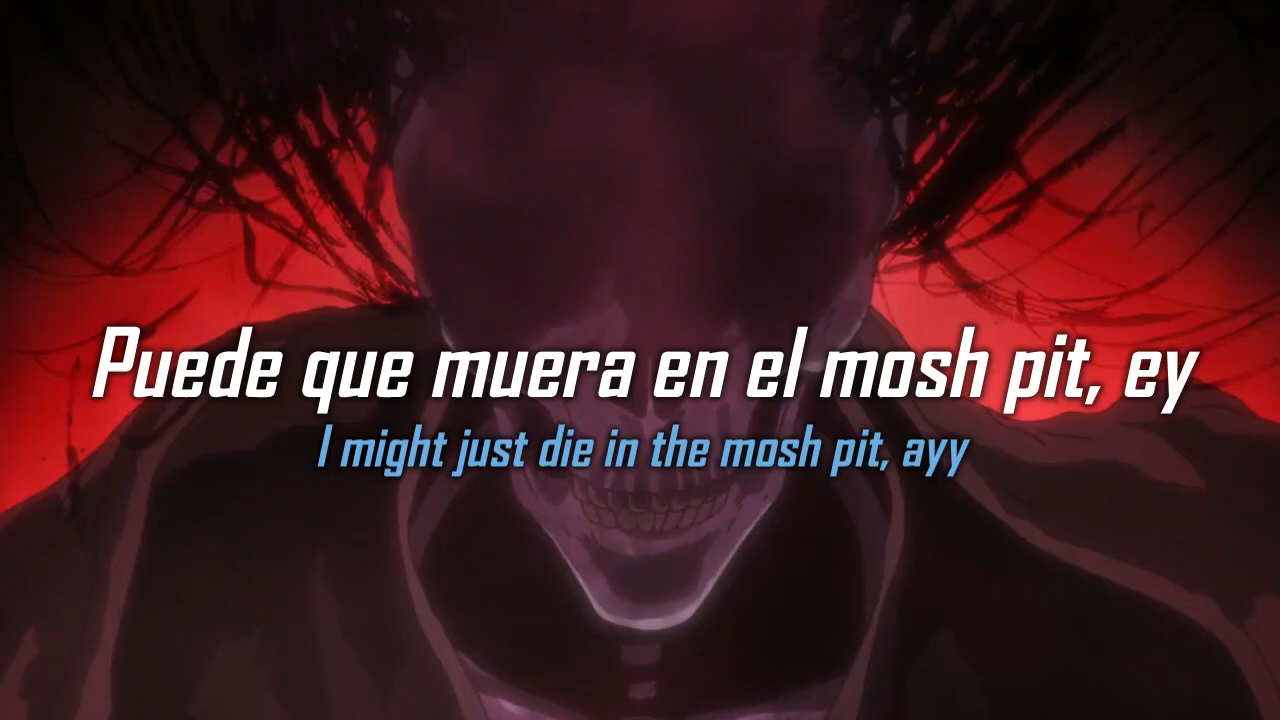 Puede que muera en el mosh pit, ey
I might just die in the mosh pit, ayy